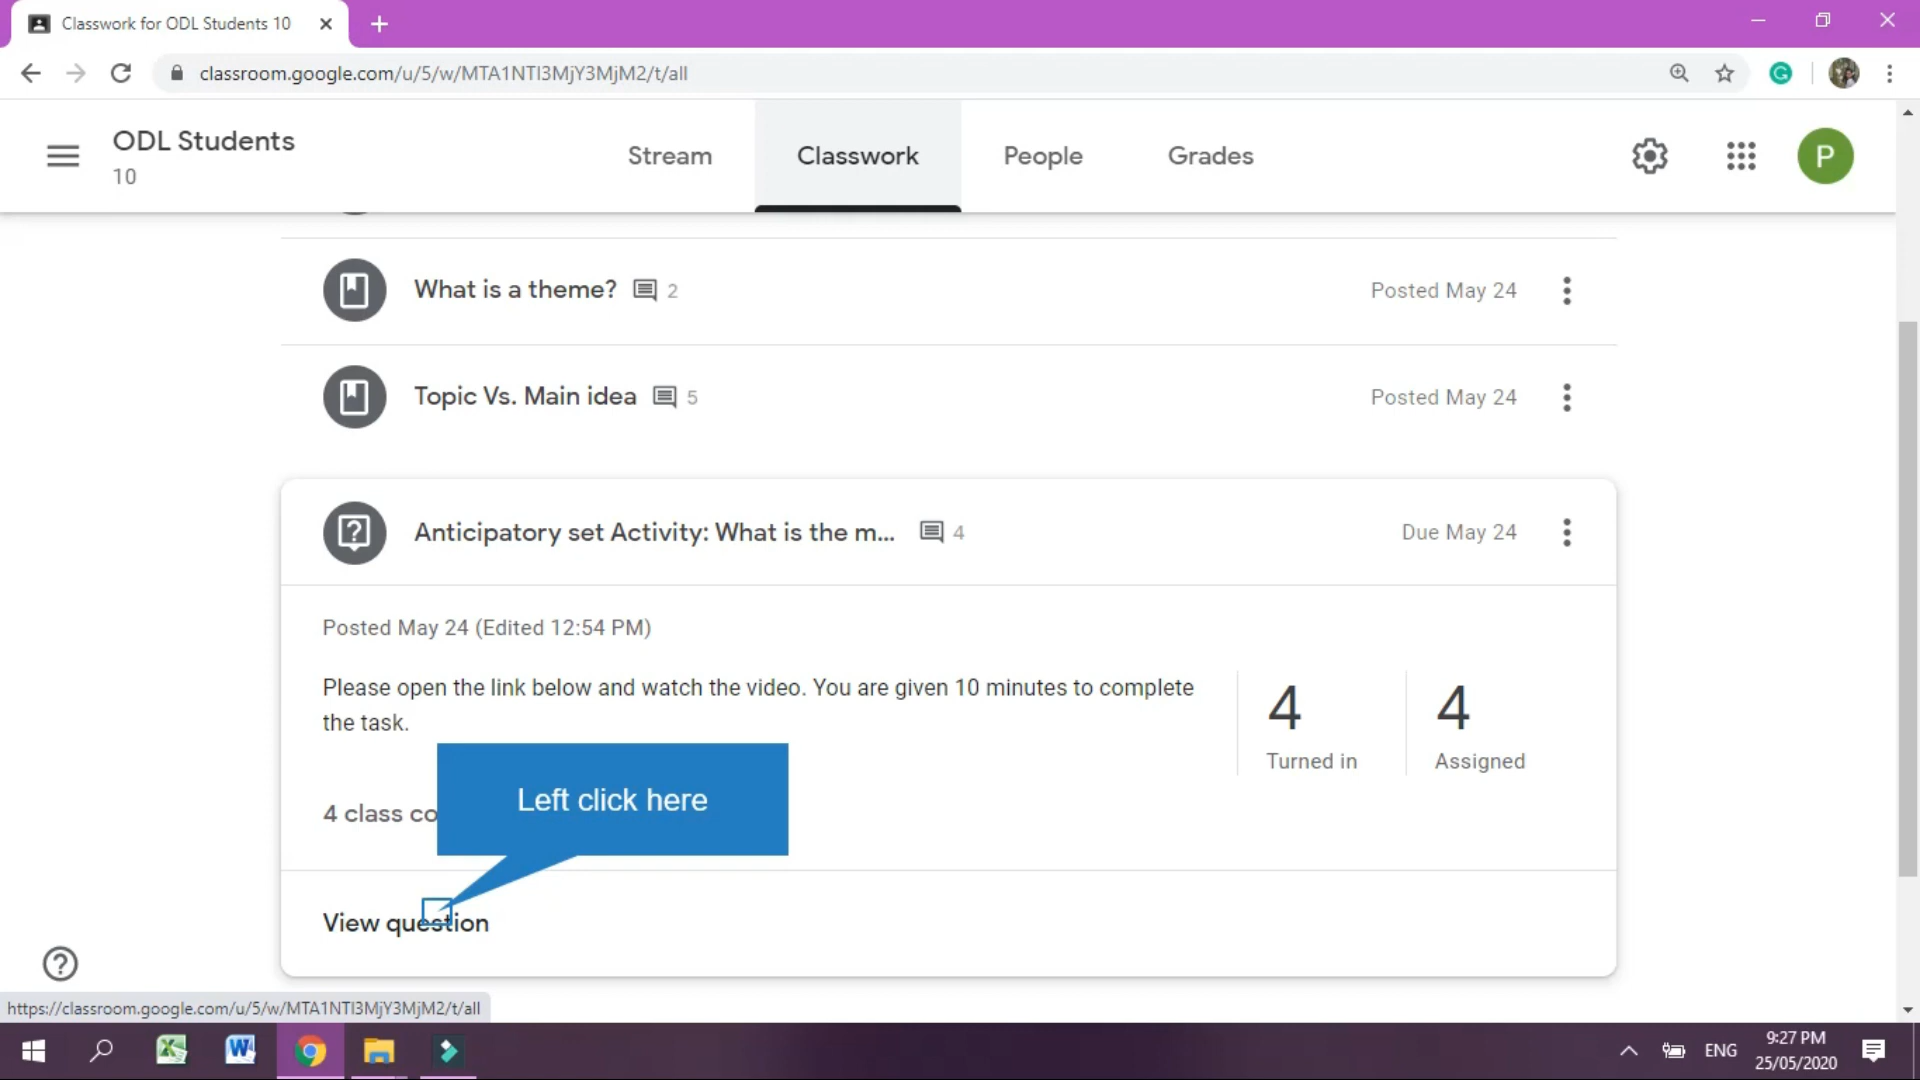 Classwork for ODL Students 10
classroom.google.com/u/5/w/MTA1NTI3MjY3MjM2/t/all
ODL Students
10
Stream
Classwork
People
Grades
P
What is a theme? 2
Posted May 24
Topic Vs. Main idea 5
Posted May 24
Anticipatory set Activity: What is the m... 4
Due May 24
Posted May 24 (Edited 12:54 PM)
Please open the link below and watch the video. You are given 10 minutes to complete
the task.
4
Turned in
4
Assigned
Left click here
4 class co
View question
https://classroom.google.com/u/5/w/MTA1NTI3MjY3MjM2/t/all
ENG
9:27 PM
25/05/2020